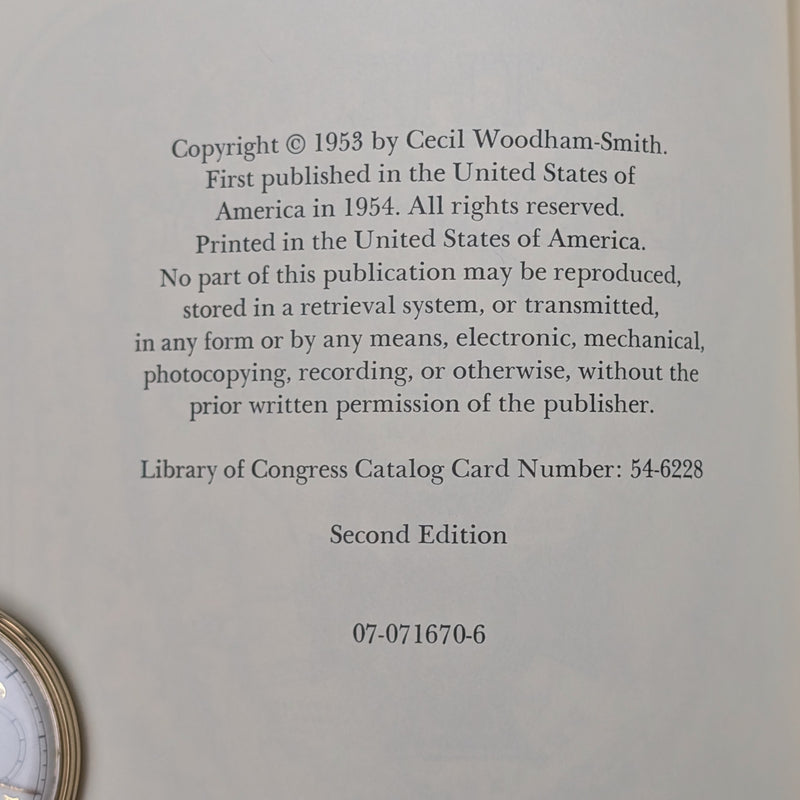 Copyright © 1953 by Cecil Woodham-Smith.
First published in the United States of
America in 1954. All rights reserved.
Printed in the United States of America.
No part of this publication may be reproduced,
stored in a retrieval system, or transmitted,
in any form or by any means, electronic, mechanical,
photocopying, recording, or otherwise, without the
prior written permission of the publisher.
Library of Congress Catalog Card Number: 54-6228
Second Edition
07-071670-6